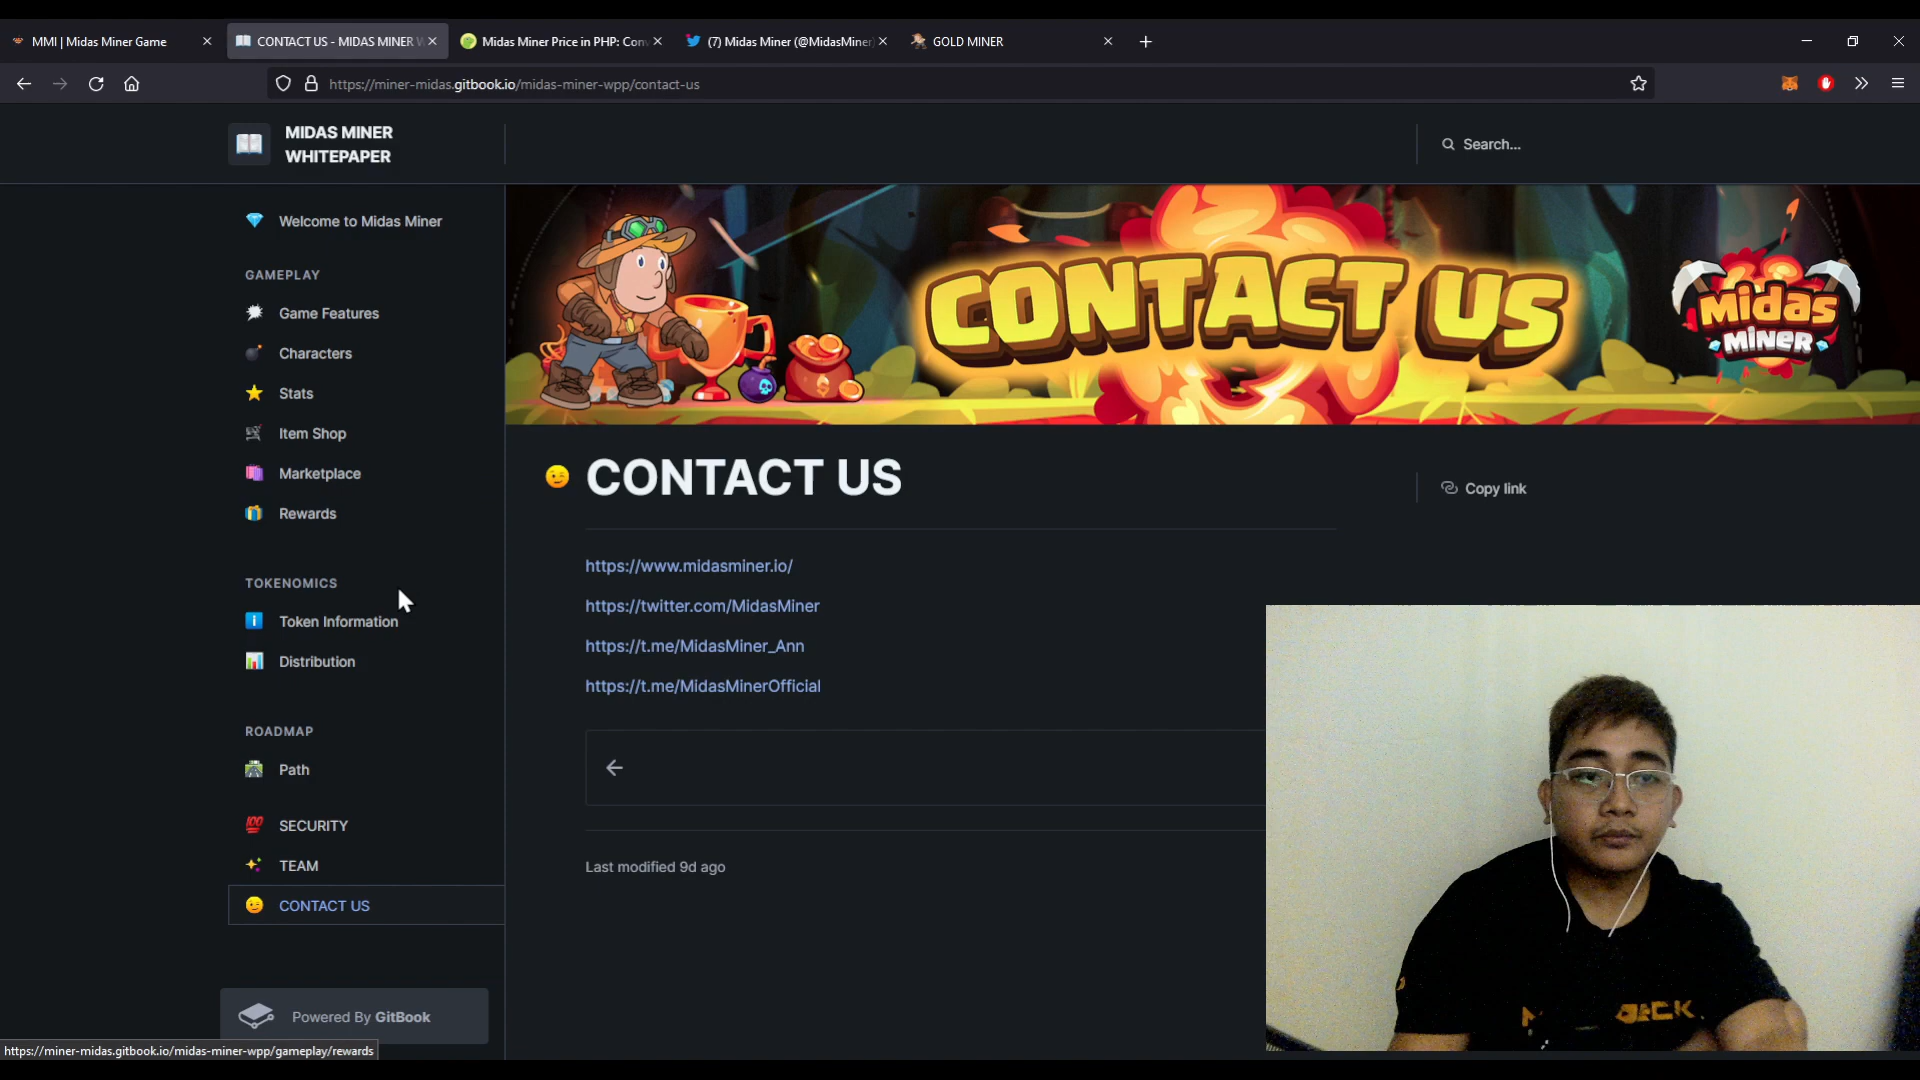 MMI | Midas Miner Game
CONTACT US - MIDAS MINER W
Midas Miner Price in PHP: Con
(7) Midas Miner (@MidasMiner)
GOLD MINER
https://miner-midas.gitbook.io/midas-miner-wpp/contact-us
MIDAS MINER
WHITEPAPER
Search...
Welcome to Midas Miner
GAMEPLAY
Game Features
Characters
Stats
Item Shop
Marketplace
Rewards
TOKENOMICS
Token Information
Distribution
ROADMAP
Path
SECURITY
TEAM
CONTACT US
Powered By GitBook
https://miner-midas.gitbook.io/midas-miner-wpp/gameplay/rewards
CONTACT US
MiDAS
MiNER
CONTACT US
Copy link
https://www.midasminer.io/
https://twitter.com/MidasMiner
https://t.me/MidasMiner_Ann
https://t.me/MidasMinerOfficial
Last modified 9d ago